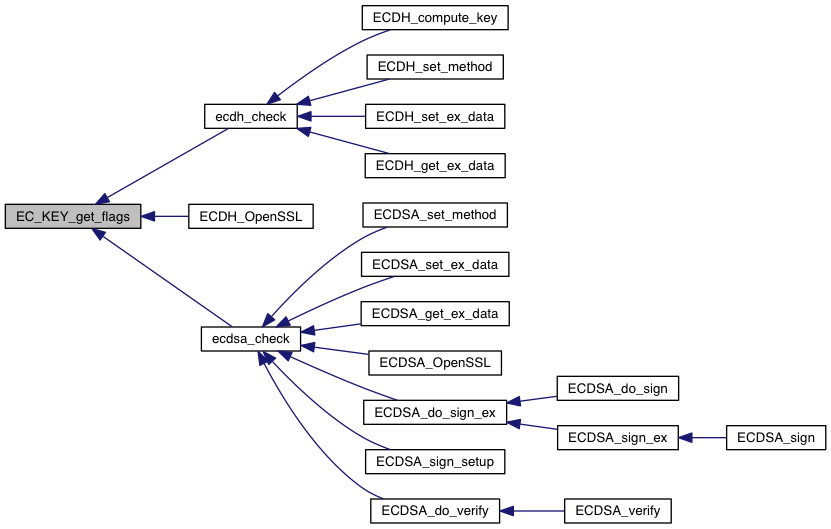 ECDH_compute_key
ECDH_set_method
ecdh_check
ECDH_set_ex_data
ECDH_get_ex_data
EC_KEY_get_flags
ECDH_OpenSSL
ECDSA_set_method
ECDSA_set_ex_data
ECDSA_get_ex_data
ecdsa_check
ECDSA_OpenSSL
ECDSA_do_sign
ECDSA_do_sign_ex
ECDSA_sign_ex
ECDSA_sign
ECDSA_sign_setup
ECDSA_do_verify
ECDSA_verify